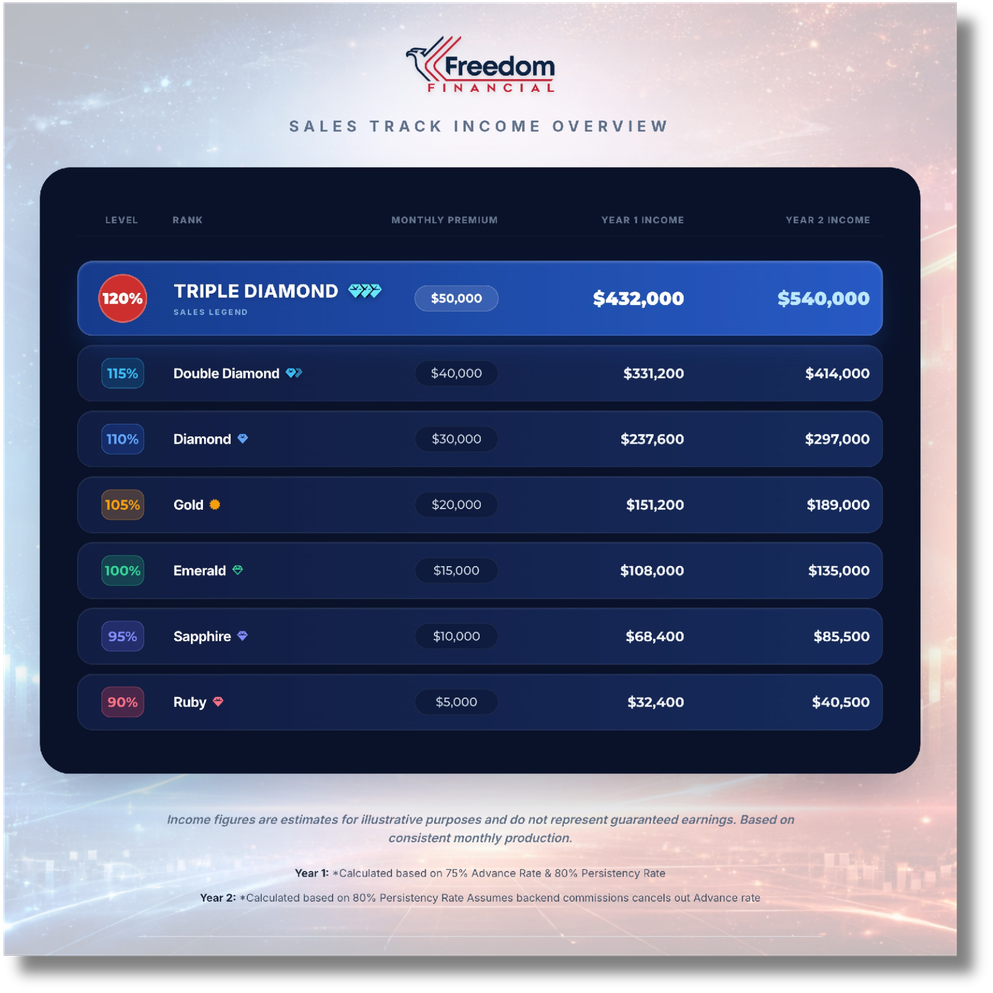 Freedom
FINANCIAL
SALES TRACK INCOME OVERVIEW
LEVEL RANK MONTHLY PREMIUM YEAR 1 INCOME YEAR 2 INCOME
120% TRIPLE DIAMOND $50,000 $432,000 $540,000
SALES LEGEND
115% Double Diamond $40,000 $331,200 $414,000
110% Diamond $30,000 $237,600 $297,000
105% Gold $20,000 $151,200 $189,000
100% Emerald $15,000 $108,000 $135,000
95% Sapphire $10,000 $68,400 $85,500
90% Ruby $5,000 $32,400 $40,500
Income figures are estimates for illustrative purposes and do not represent guaranteed earnings. Based on
consistent monthly production.
Year 1: *Calculated based on 75% Advance Rate & 80% Persistency Rate
Year 2: *Calculated based on 80% Persistency Rate Assumes backend commissions cancels out Advance rate